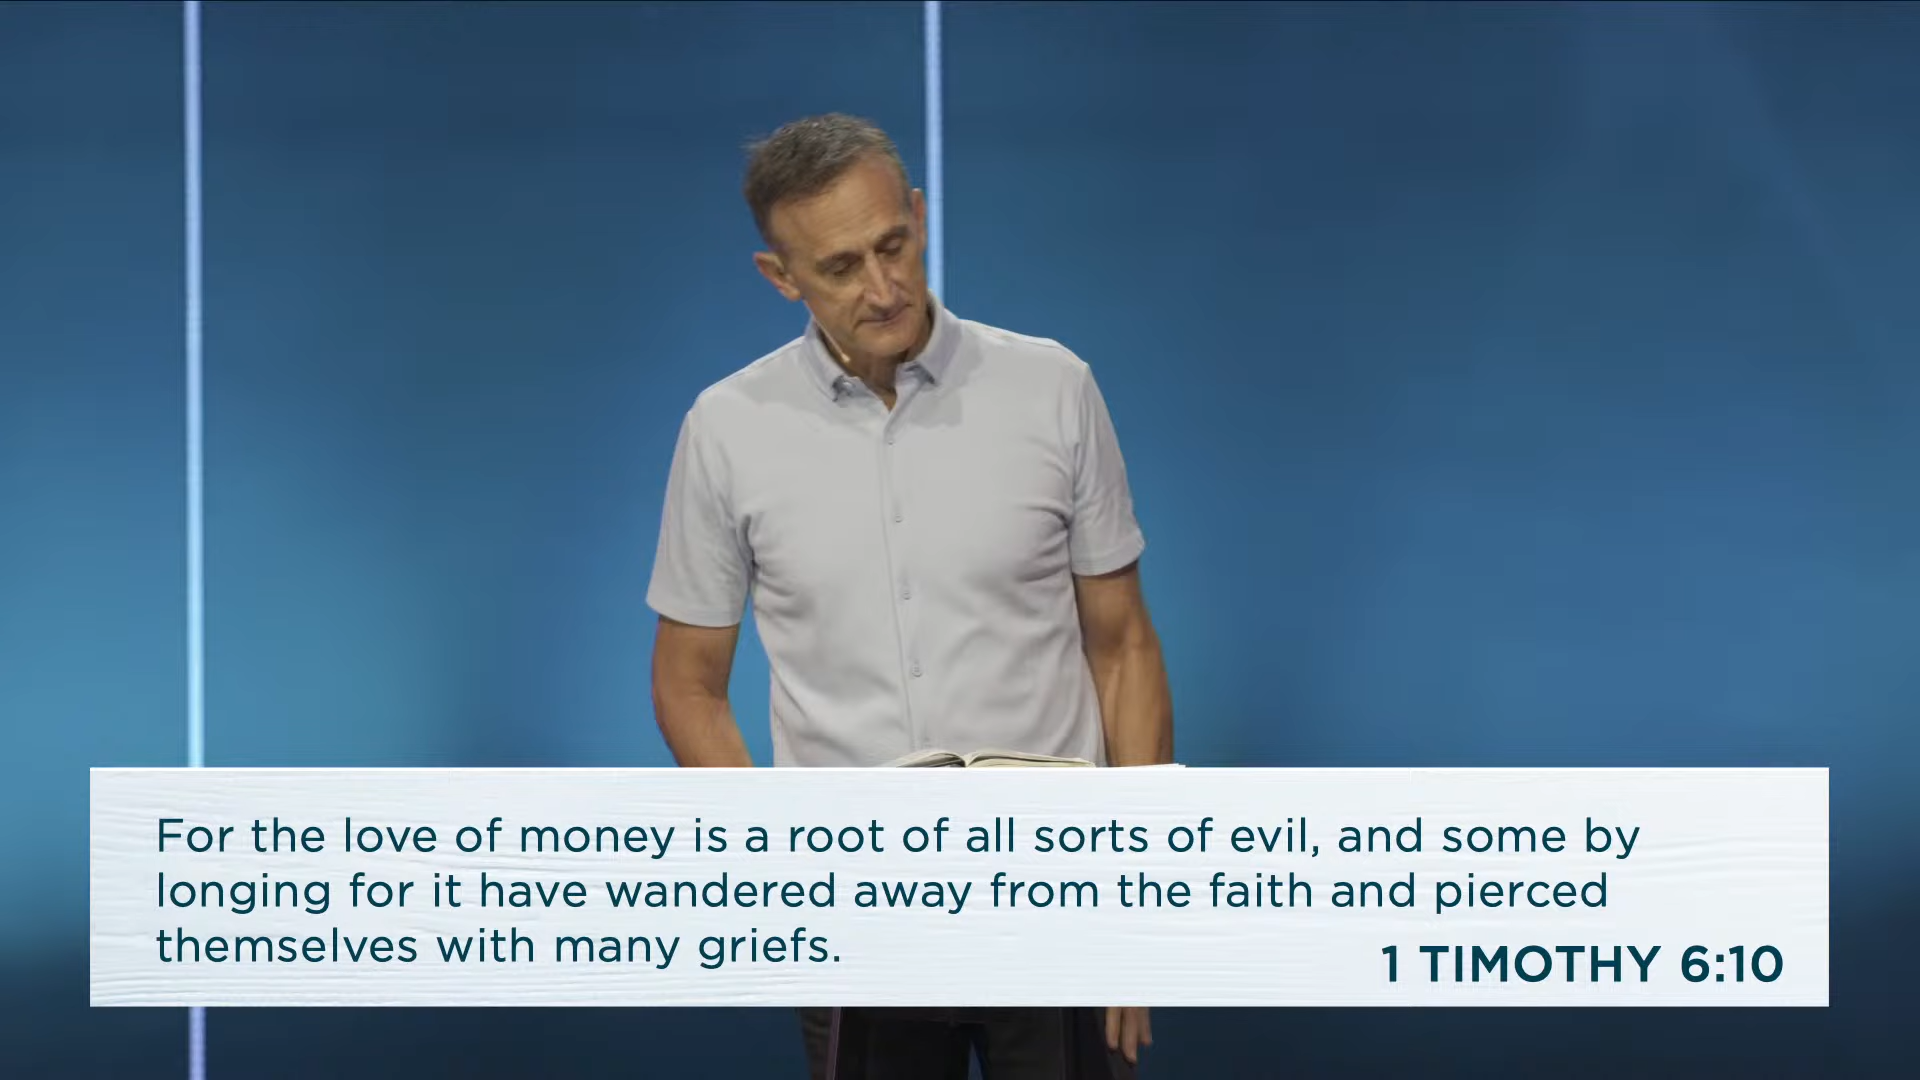 For the love of money is a root of all sorts of evil, and some by
longing for it have wandered away from the faith and pierced
themselves with many griefs.
1 TIMOTHY 6:10